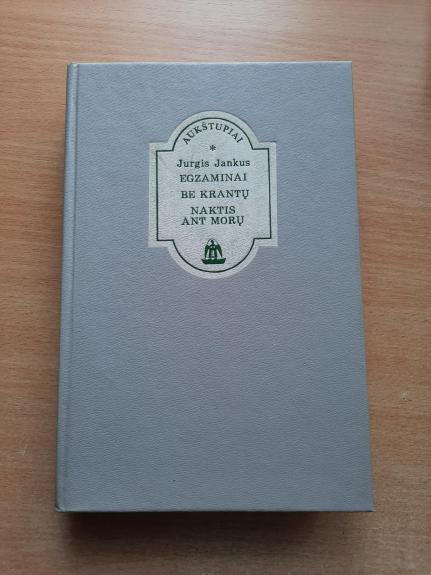 AUKŠTUPIAI
*
Jurgis Jankus
EGZAMINAI
BE KRANTŲ
NAKTIS
ANT MORŲ